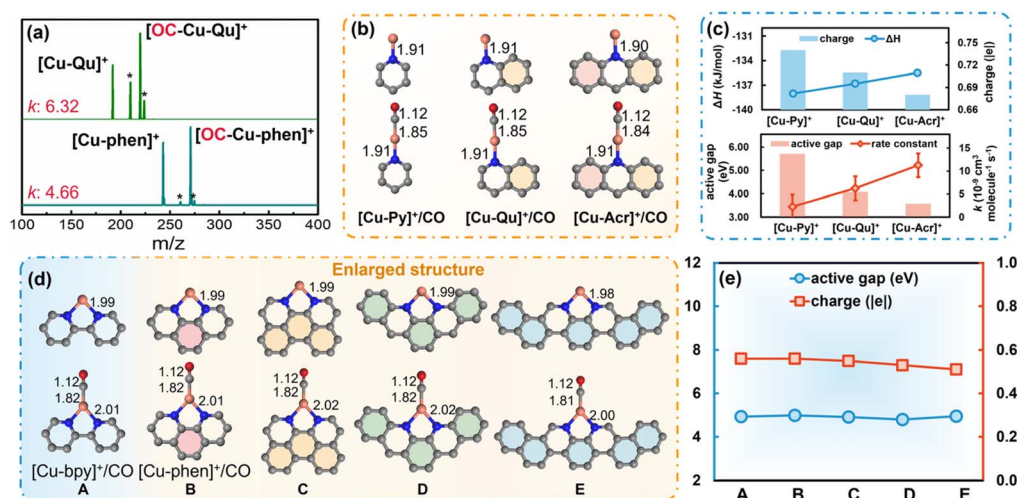 (a)
[OC-Cu-Qu]⁺
[Cu-Qu]⁺
*
*
k: 6.32
[Cu-phen]⁺
[OC-Cu-phen]⁺
k: 4.66
*
*
100 150 200 250 300 350 400
m/z
(b)
1.91 1.91 1.90
1.12 1.12 1.12
1.85 1.85 1.84
1.91 1.91 1.91
[Cu-Py]⁺/CO [Cu-Qu]⁺/CO [Cu-Acr]⁺/CO
(c)
charge ΔH
ΔH (kJ/mol)
-131
-134
-137
-140
0.75
0.72
0.69
0.66
charge (|e|)
[Cu-Py]⁺ [Cu-Qu]⁺ [Cu-Acr]⁺
active gap rate constant
active gap
(eV)
6.00
5.00
4.00
3.00
15
10
5
0
k (10⁻⁹ cm³
molecule⁻¹ s⁻¹)
[Cu-Py]⁺ [Cu-Qu]⁺ [Cu-Acr]⁺
(d)
Enlarged structure
1.99 1.99 1.99 1.99 1.98
1.12 1.12 1.12 1.12 1.12
1.82 1.82 1.82 1.82 1.81
2.01 2.01 2.02 2.02 2.00
[Cu-bpy]⁺/CO [Cu-phen]⁺/CO
A B C D E
(e)
active gap (eV)
charge (|e|)
12
10
8
6
4
2
1.0
0.8
0.6
0.4
0.2
0.0
A B C D E